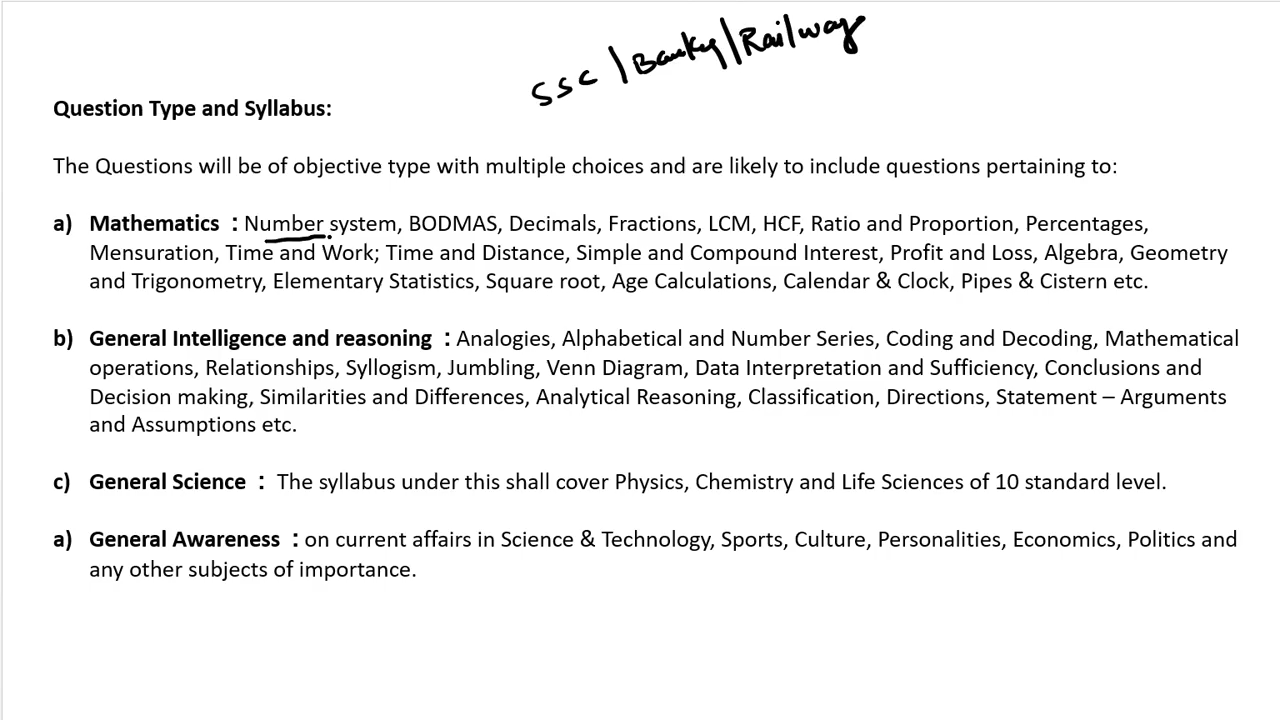 SSC / Banking / Railway
Question Type and Syllabus:
The Questions will be of objective type with multiple choices and are likely to include questions pertaining to:
a) Mathematics : Number system, BODMAS, Decimals, Fractions, LCM, HCF, Ratio and Proportion, Percentages,
Mensuration, Time and Work; Time and Distance, Simple and Compound Interest, Profit and Loss, Algebra, Geometry
and Trigonometry, Elementary Statistics, Square root, Age Calculations, Calendar & Clock, Pipes & Cistern etc.
b) General Intelligence and reasoning : Analogies, Alphabetical and Number Series, Coding and Decoding, Mathematical
operations, Relationships, Syllogism, Jumbling, Venn Diagram, Data Interpretation and Sufficiency, Conclusions and
Decision making, Similarities and Differences, Analytical Reasoning, Classification, Directions, Statement – Arguments
and Assumptions etc.
c) General Science : The syllabus under this shall cover Physics, Chemistry and Life Sciences of 10 standard level.
a) General Awareness : on current affairs in Science & Technology, Sports, Culture, Personalities, Economics, Politics and
any other subjects of importance.